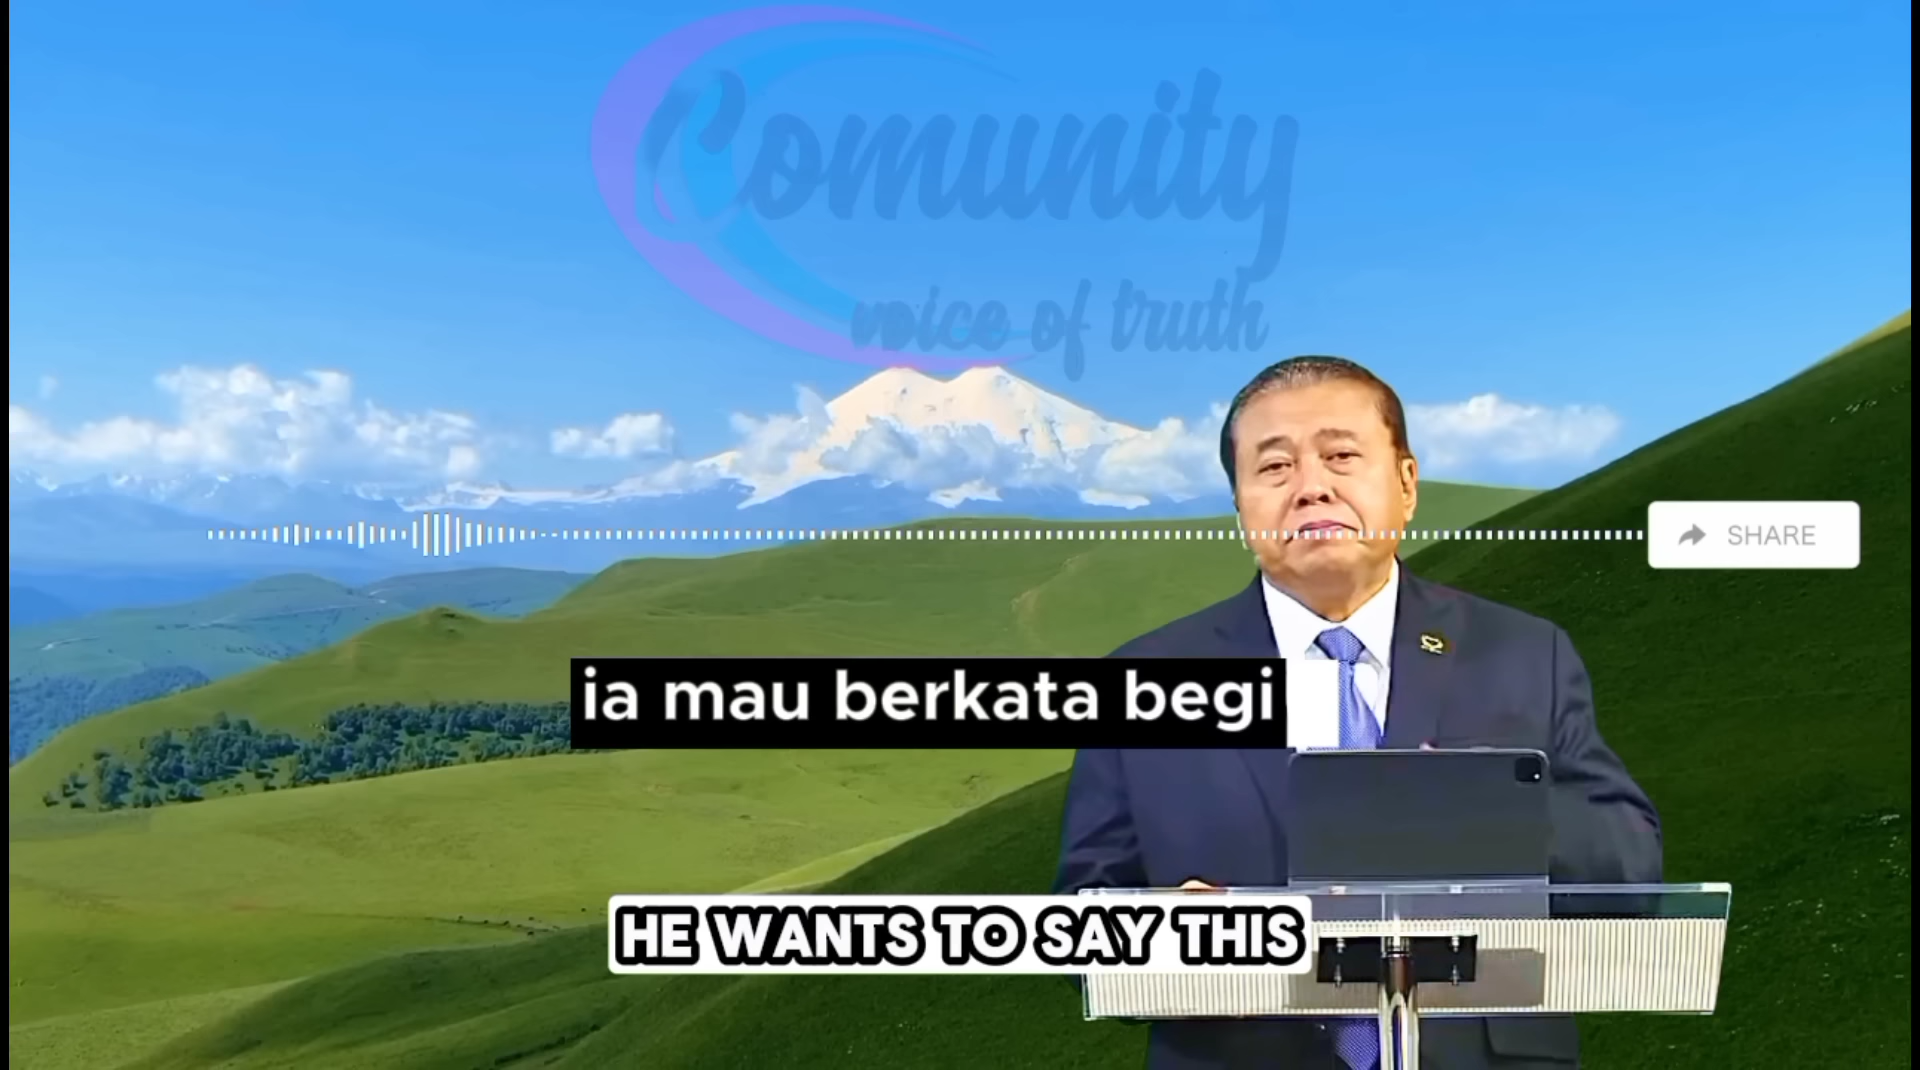 Comunity
voice of truth
SHARE
ia mau berkata begi
HE WANTS TO SAY THIS